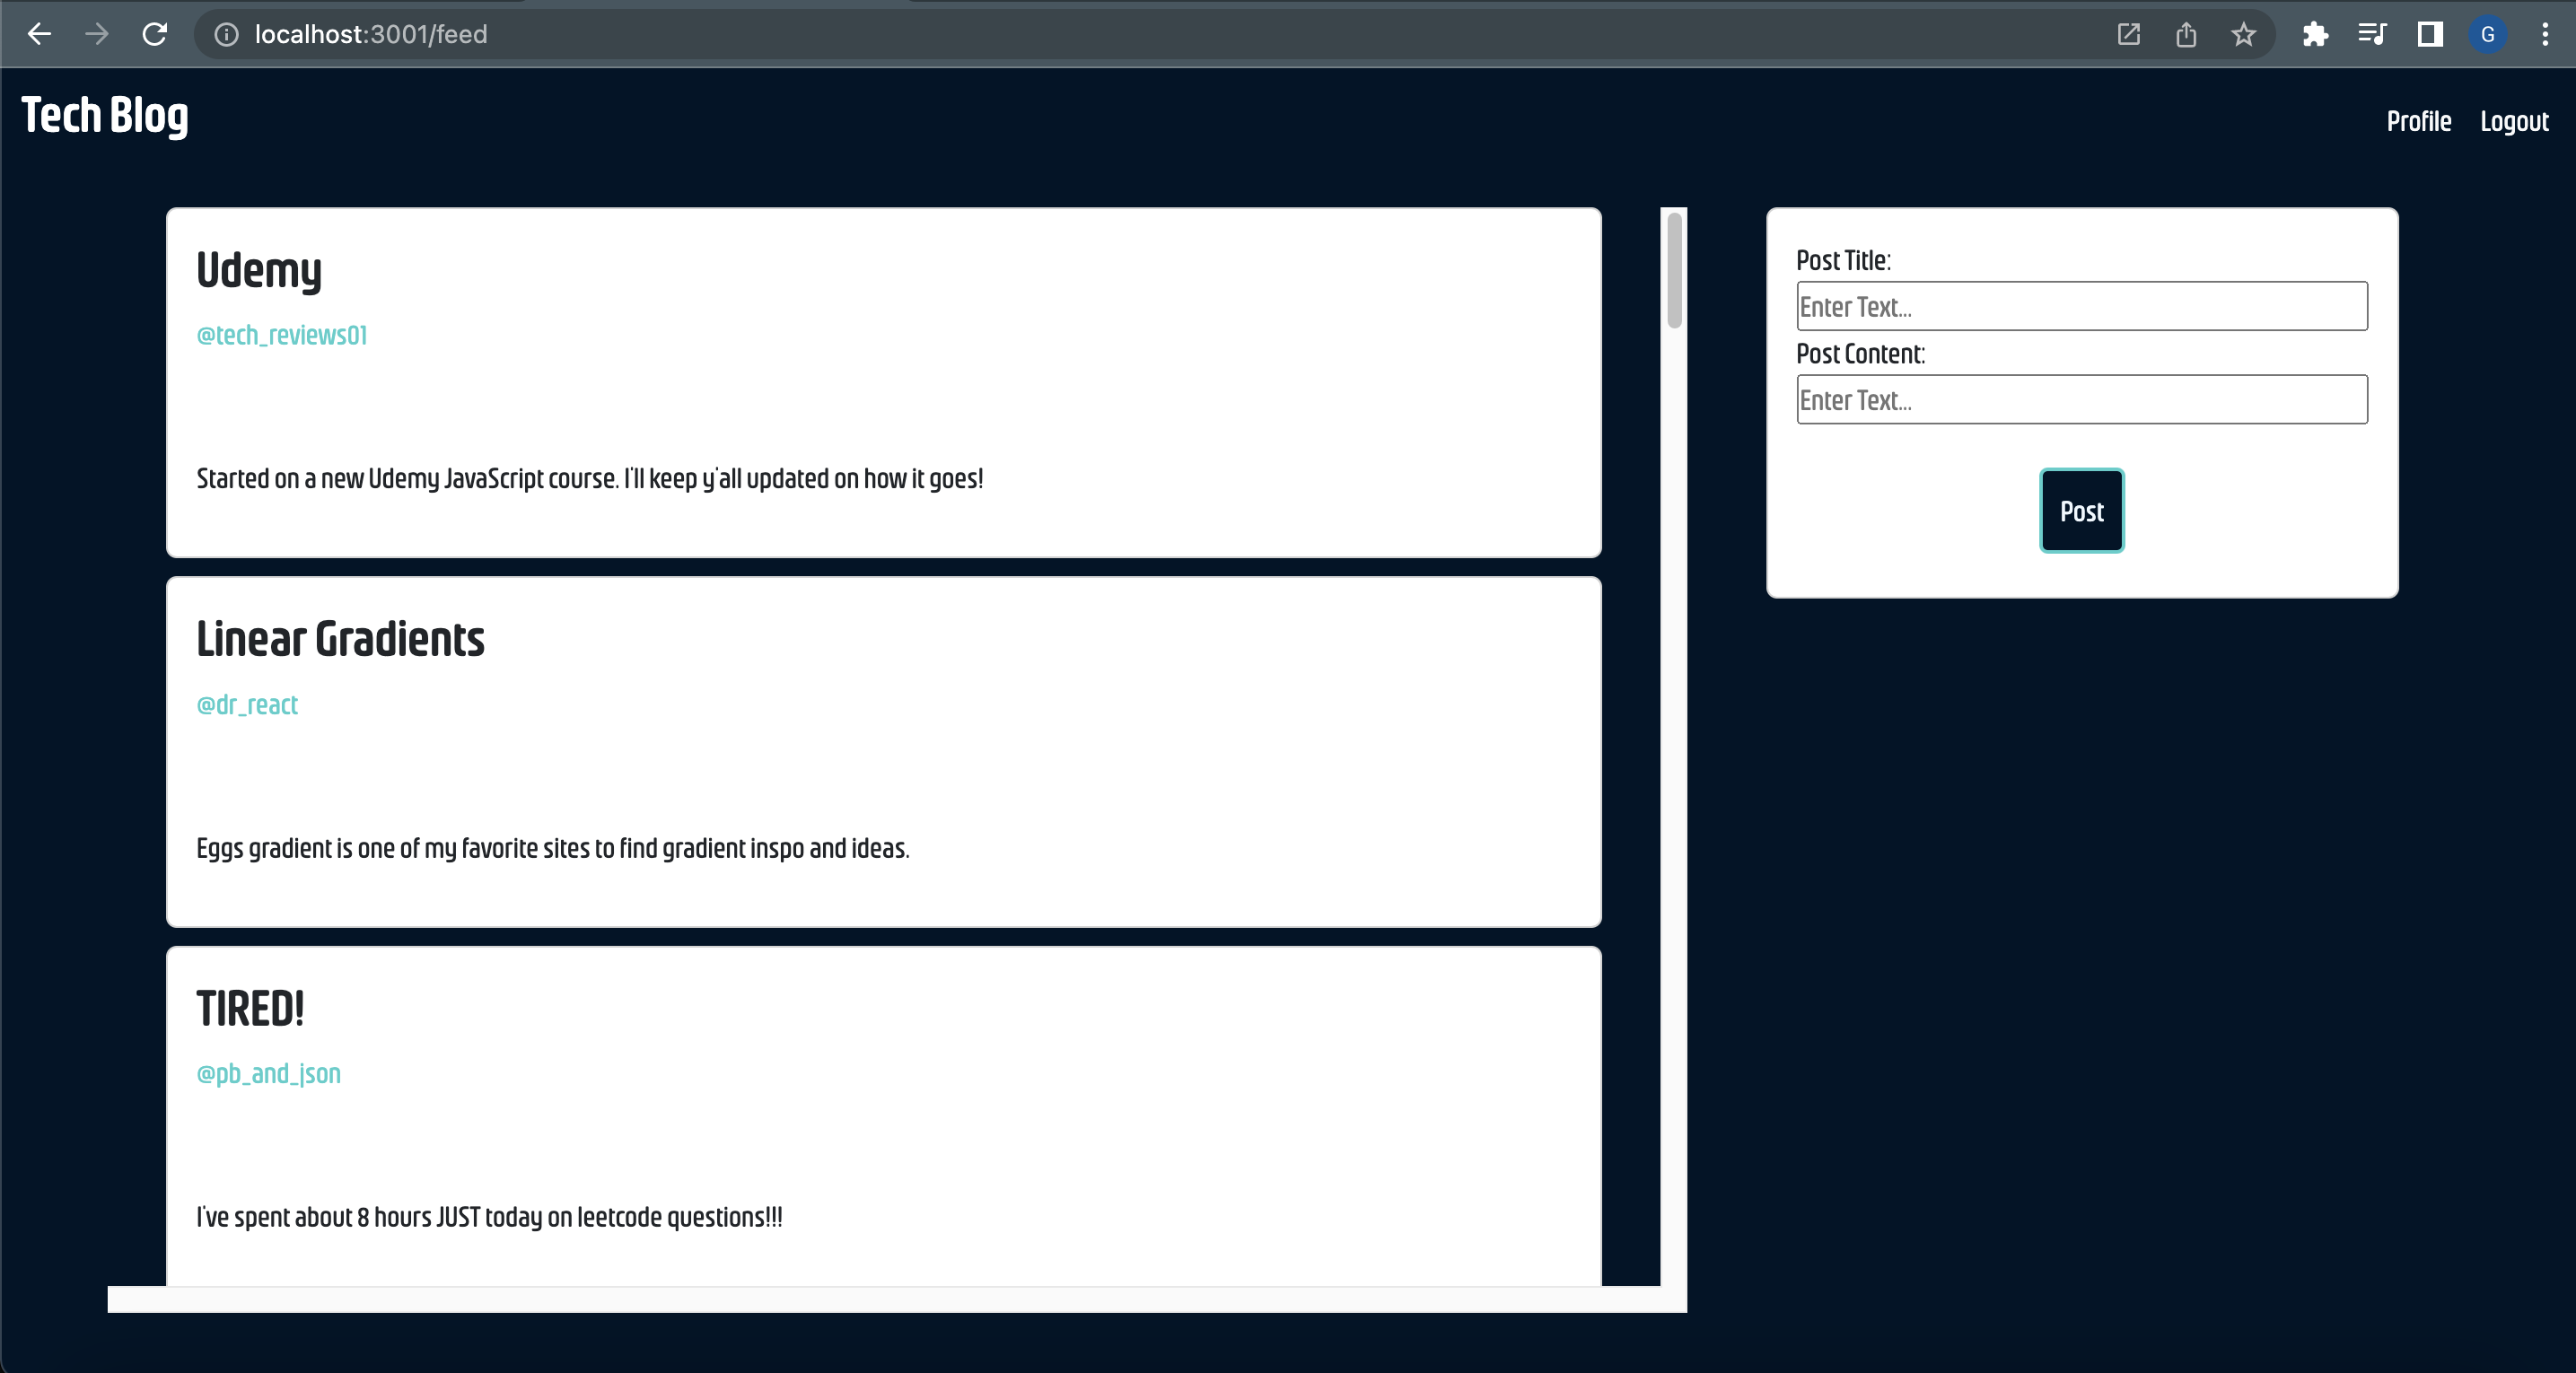 localhost:3001/feed
G
Tech Blog
Profile Logout
Udemy
@tech_reviews01
Started on a new Udemy JavaScript course. I'll keep y'all updated on how it goes!
Linear Gradients
@dr_react
Eggs gradient is one of my favorite sites to find gradient inspo and ideas.
TIRED!
@pb_and_json
I've spent about 8 hours JUST today on leetcode questions!!!
Post Title:
Enter Text...
Post Content:
Enter Text...
Post